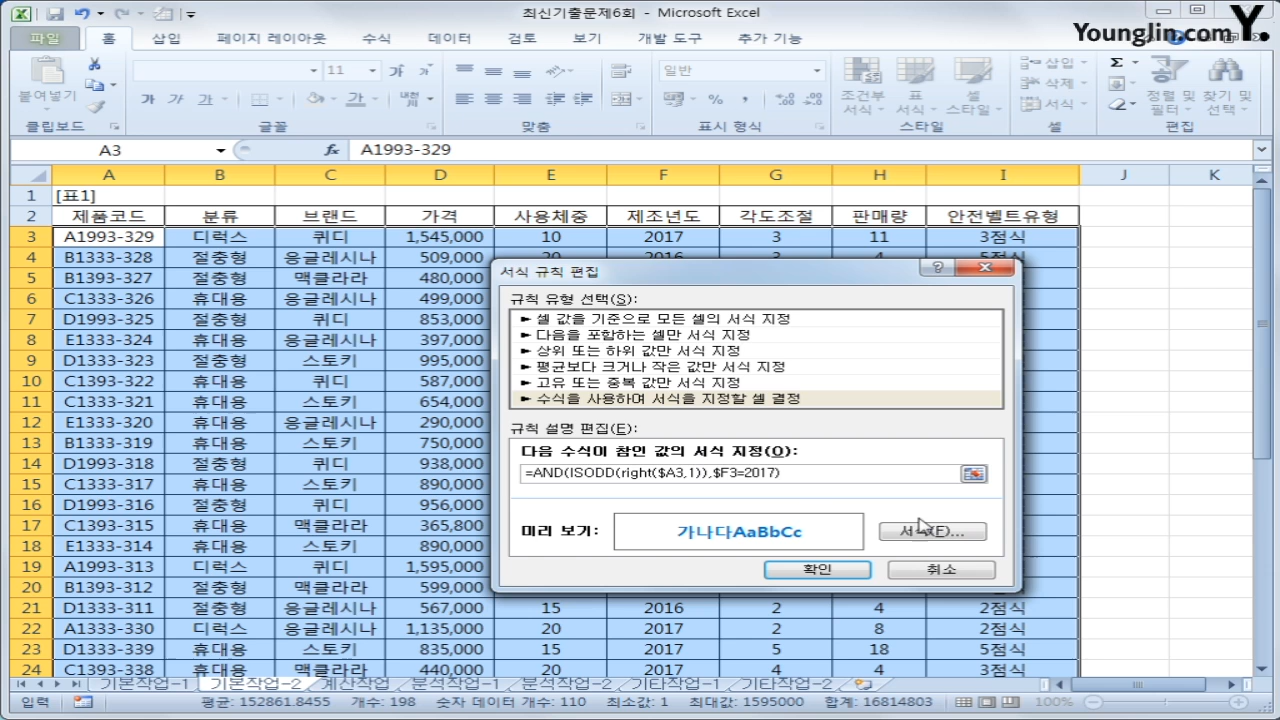 최신기출문제6회 - Microsoft Excel
Younglin.com Y.
파일 홈 삽입 페이지 레이아웃 수식 데이터 검토 보기 개발 도구 추가 기능
붙여넣기 11 가 가 일반 조건부 서식 표 서식 셀 스타일 삽입 삭제 서식 정렬 및 필터 찾기 및 선택
클립보드 글꼴 맞춤 표시 형식 스타일 셀 편집
A3 fx A1993-329
A B C D E F G H I J K
1 [표1]
2 제품코드 분류 브랜드 가격 사용체중 제조년도 각도조절 판매량 안전벨트유형
3 A1993-329 디럭스 퀴디 1,545,000 10 2017 3 11 3점식
4 B1333-328 절충형 응글레시나 509,000 20 2016 3 4 5점식
5 B1393-327 절충형 맥클라라 480,000
6 C1333-326 휴대용 응글레시나 499,000
7 D1993-325 절충형 퀴디 853,000
8 E1333-324 휴대용 응글레시나 397,000
9 D1333-323 절충형 스토키 995,000
10 C1393-322 휴대용 퀴디 587,000
11 C1333-321 휴대용 스토키 654,000
12 E1333-320 휴대용 응글레시나 290,000
13 B1333-319 절충형 스토키 750,000
14 D1993-318 절충형 퀴디 938,000
15 C1333-317 휴대용 스토키 890,000
16 D1993-316 절충형 퀴디 956,000
17 C1393-315 휴대용 맥클라라 365,800
18 E1333-314 휴대용 스토키 890,000
19 A1993-313 디럭스 퀴디 1,595,000
20 B1393-312 절충형 맥클라라 599,000
21 D1333-311 절충형 응글레시나 567,000 15 2016 2 4 2점식
22 A1333-330 디럭스 응글레시나 1,135,000 20 2017 2 8 2점식
23 D1333-339 휴대용 스토키 835,000 15 2017 5 18 5점식
24 C1393-338 휴대용 맥클라라 440,000 20 2017 4 4 3점식
서식 규칙 편집
규칙 유형 선택(S):
► 셀 값을 기준으로 모든 셀의 서식 지정
► 다음을 포함하는 셀만 서식 지정
► 상위 또는 하위 값만 서식 지정
► 평균보다 크거나 작은 값만 서식 지정
► 고유 또는 중복 값만 서식 지정
► 수식을 사용하여 서식을 지정할 셀 결정
규칙 설명 편집(E):
다음 수식이 참인 값의 서식 지정(O):
=AND(ISODD(right($A3,1)),$F3=2017)
미리 보기: 가나다AaBbCc 서식(F)...
확인 취소
기본작업-1 기본작업-2 계산작업 분석작업-1 분석작업-2 기타작업-1 기타작업-2
입력 평균: 152861.8455 개수: 198 숫자 데이터 개수: 110 최소값: 1 최대값: 1595000 합계: 16814803 100%